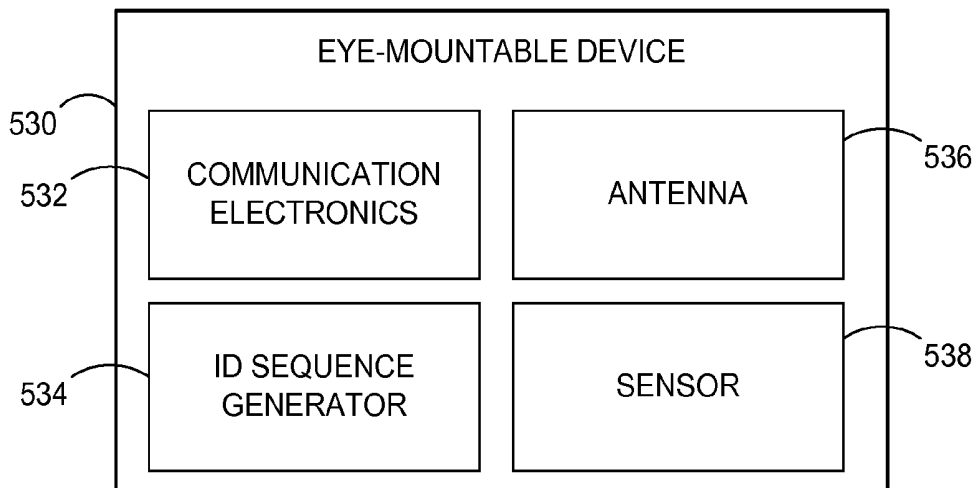 EYE-MOUNTABLE DEVICE
530
532
COMMUNICATION
ELECTRONICS
ANTENNA
536
534
ID SEQUENCE
GENERATOR
SENSOR
538